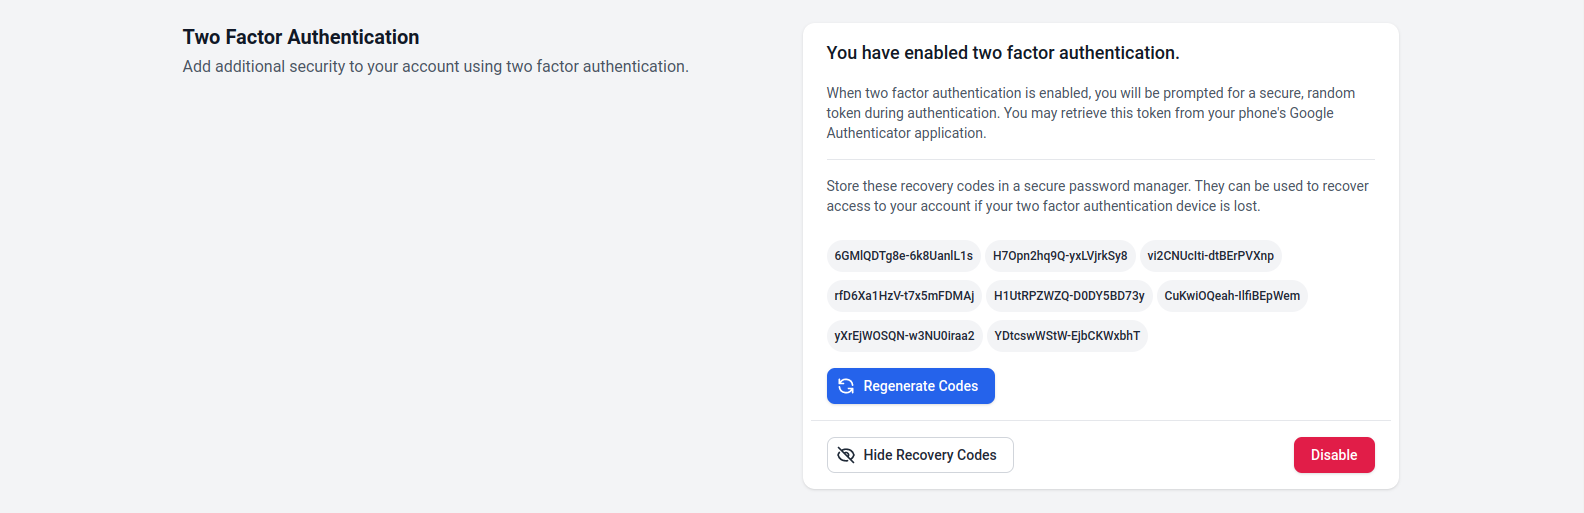 Two Factor Authentication
Add additional security to your account using two factor authentication.
You have enabled two factor authentication.
When two factor authentication is enabled, you will be prompted for a secure, random
token during authentication. You may retrieve this token from your phone's Google
Authenticator application.
Store these recovery codes in a secure password manager. They can be used to recover
access to your account if your two factor authentication device is lost.
6GMlQDTg8e-6k8UanlL1s H7Opn2hq9Q-yxLVjrkSy8 vi2CNUcIti-dtBErPVXnp
rfD6Xa1HzV-t7x5mFDMAj H1UtRPZWZQ-D0DY5BD73y CuKwiOQeah-IlfiBEpWem
yXrEjWOSQN-w3NU0iraa2 YDtcswWStW-EjbCKWxbhT
Regenerate Codes
Hide Recovery Codes
Disable